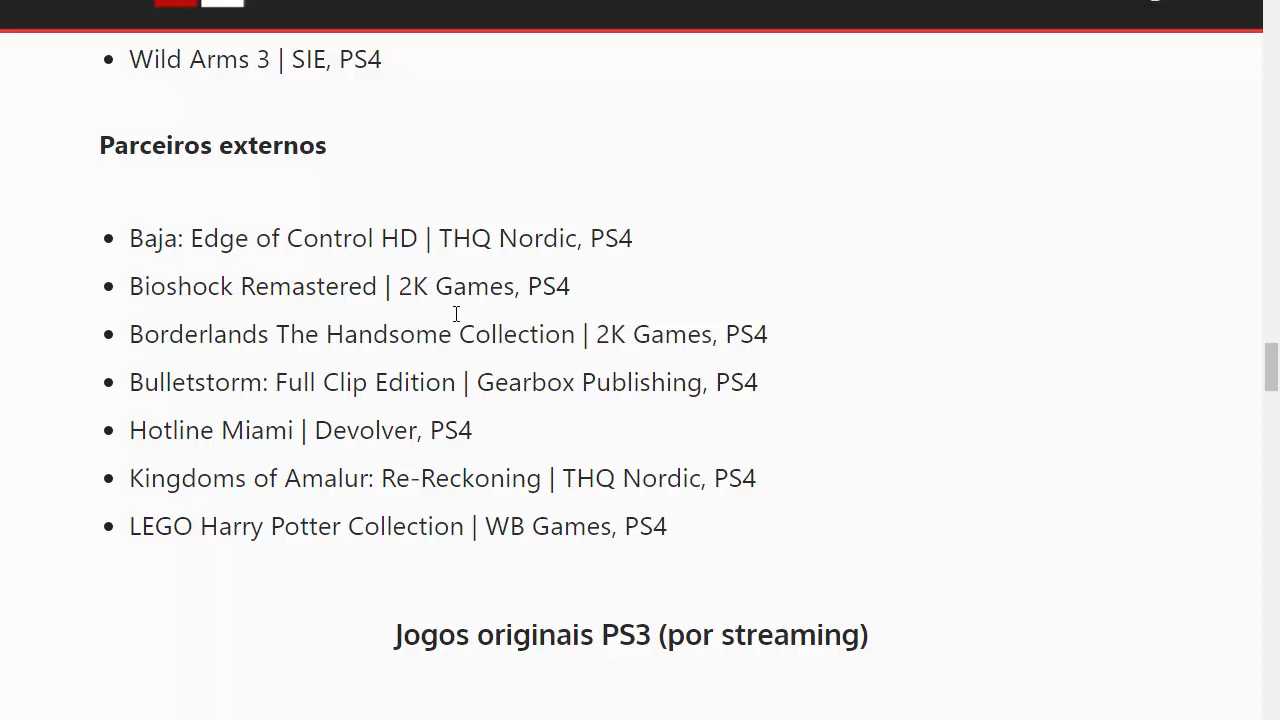 Wild Arms 3 | SIE, PS4
Parceiros externos
Baja: Edge of Control HD | THQ Nordic, PS4
Bioshock Remastered | 2K Games, PS4
Borderlands The Handsome Collection | 2K Games, PS4
Bulletstorm: Full Clip Edition | Gearbox Publishing, PS4
Hotline Miami | Devolver, PS4
Kingdoms of Amalur: Re-Reckoning | THQ Nordic, PS4
LEGO Harry Potter Collection | WB Games, PS4
Jogos originais PS3 (por streaming)